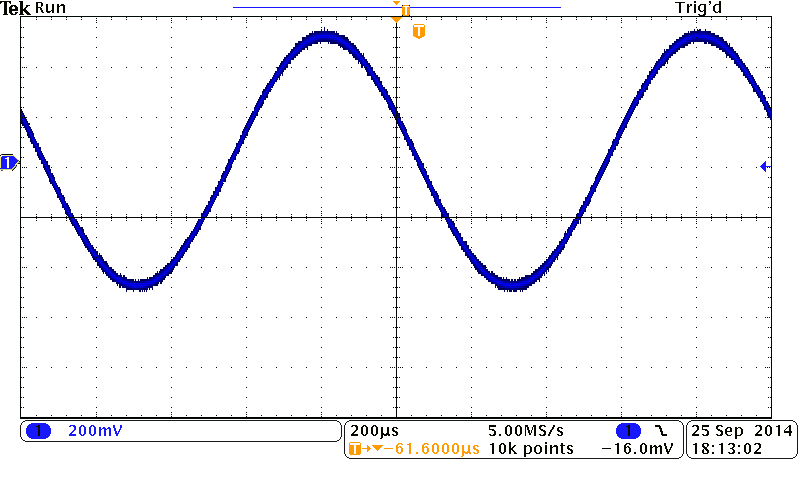 Tek Run Trig'd
T
T
1
1 200mV 200µs 5.00MS/s 1 25 Sep 2014
T→▼−61.6000µs 10k points −16.0mV 18:13:02